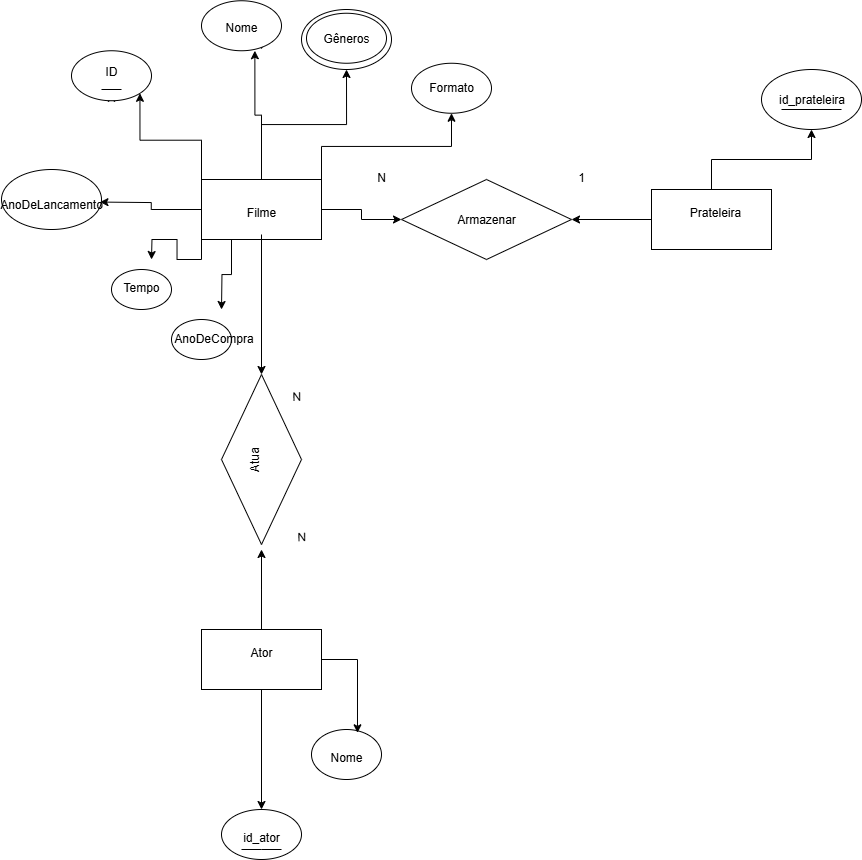 Nome
Gêneros
ID
Formato
id_prateleira
N
1
AnoDeLancamento
Filme
Armazenar
Prateleira
Tempo
AnoDeCompra
N
Atua
N
Ator
Nome
id_ator